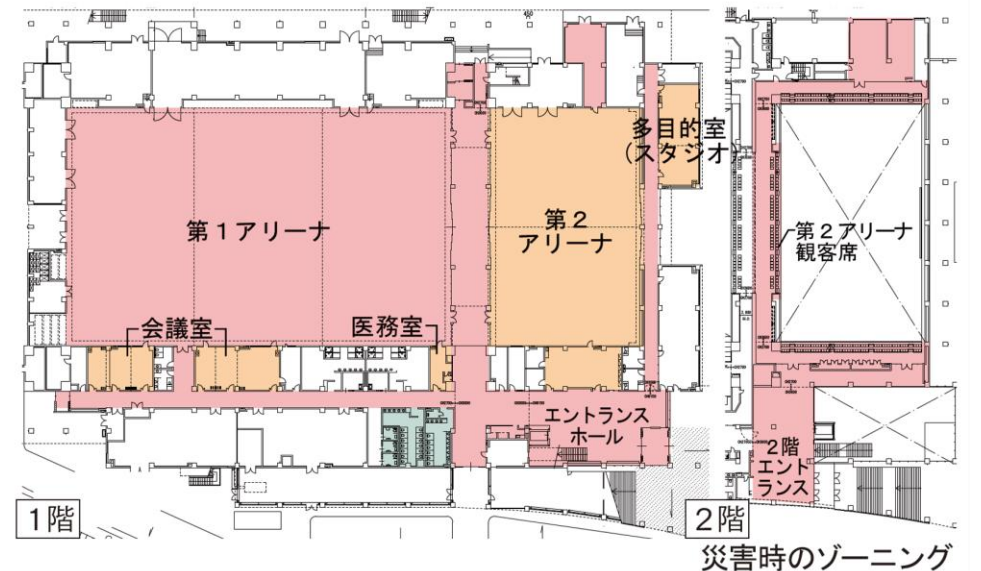 多目的室
(スタジオ)
第1アリーナ
第2
アリーナ
第2アリーナ
観客席
会議室
医務室
エントランス
ホール
2階
エント
ランス
1階
2階
災害時のゾーニング